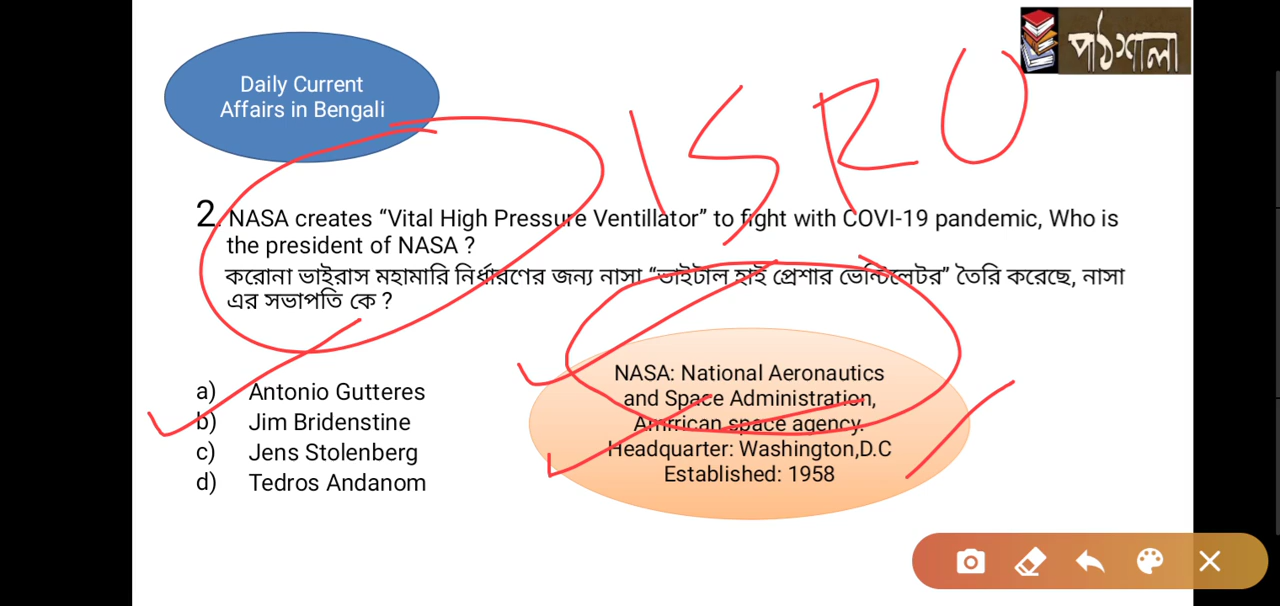 Daily Current
Affairs in Bengali
পাঠশালা
ISRO
2. NASA creates “Vital High Pressure Ventillator” to fight with COVI-19 pandemic, Who is
the president of NASA ?
করোনা ভাইরাস মহামারি নির্ধারণের জন্য নাসা “ভাইটাল হাই প্রেশার ভেন্টিলেটর” তৈরি করেছে, নাসা
এর সভাপতি কে ?
a) Antonio Gutteres
b) Jim Bridenstine
c) Jens Stolenberg
d) Tedros Andanom
NASA: National Aeronautics
and Space Administration,
Amrrican space agency.
Headquarter: Washington,D.C
Established: 1958